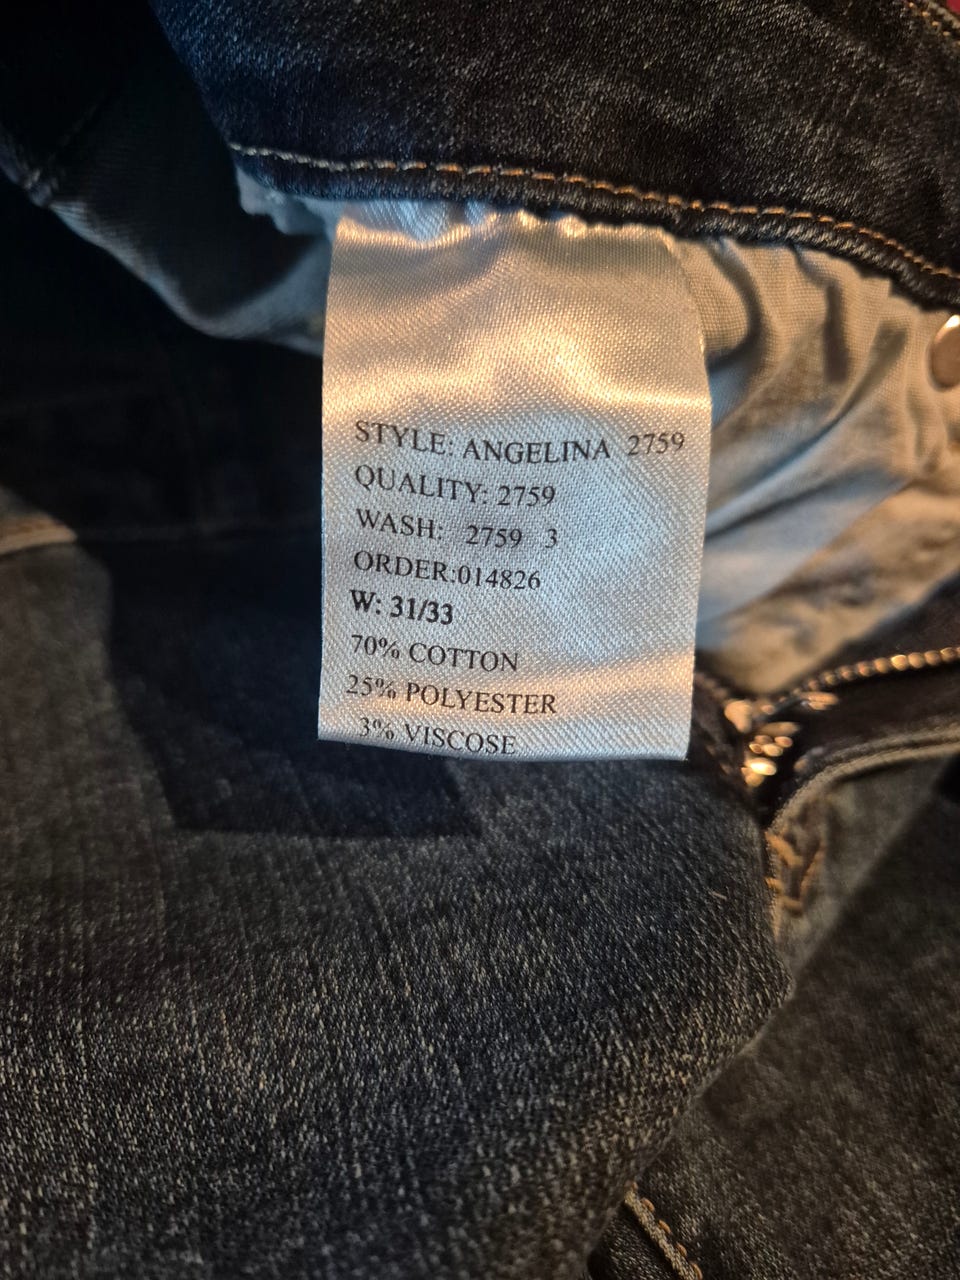 STYLE: ANGELINA 2759
QUALITY: 2759
WASH: 2759 3
ORDER:014826
W: 31/33
70% COTTON
25% POLYESTER
3% VISCOSE